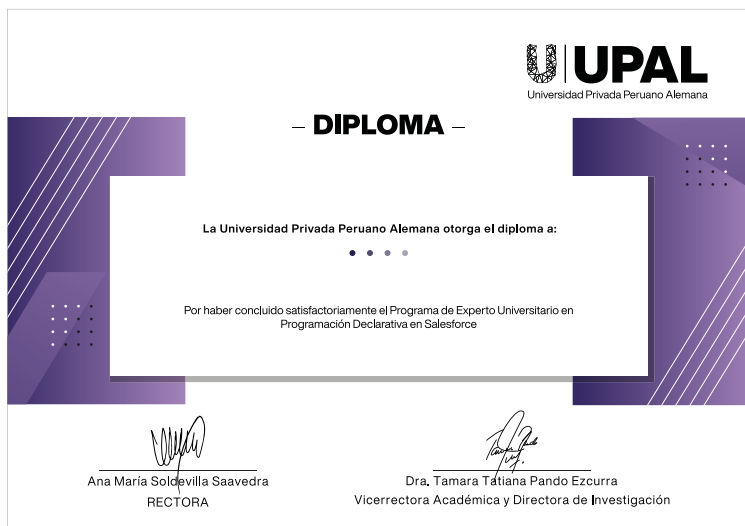 UPAL
Universidad Privada Peruano Alemana
– DIPLOMA –
La Universidad Privada Peruano Alemana otorga el diploma a:
Por haber concluido satisfactoriamente el Programa de Experto Universitario en
Programación Declarativa en Salesforce
Ana María Soldevilla Saavedra
RECTORA
Dra. Tamara Tatiana Pando Ezcurra
Vicerrectora Académica y Directora de Investigación